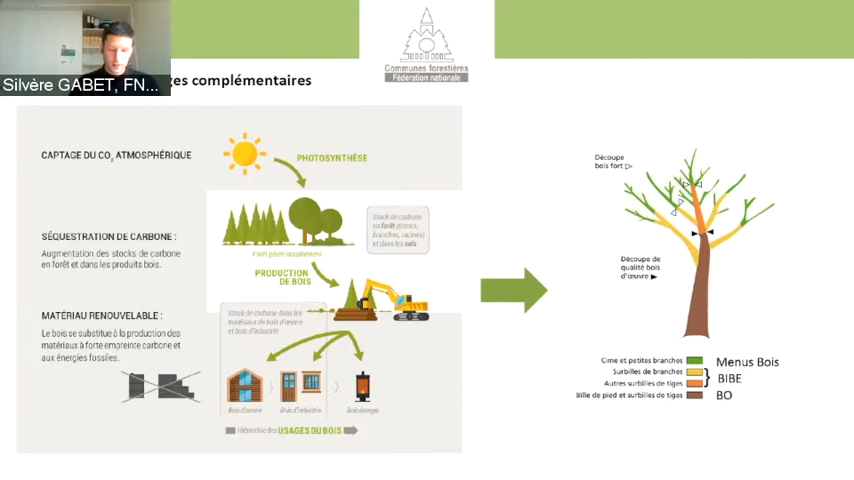 Communes forestières
Fédération nationale
Silvère GABET, FN...
ges complémentaires
CAPTAGE DU CO2 ATMOSPHÉRIQUE
PHOTOSYNTHÈSE
Stock de carbone
en forêt (troncs,
branches, racines)
et dans les sols
SÉQUESTRATION DE CARBONE :
Augmentation des stocks de carbone
en forêt et dans les produits bois.
Forêt gérée durablement
PRODUCTION
DE BOIS
MATÉRIAU RENOUVELABLE :
Le bois se substitue à la production des
matériaux à forte empreinte carbone et
aux énergies fossiles.
Stock de carbone dans les
matériaux de bois d'œuvre
et bois d'industrie
Bois d'œuvre
Bois d'industrie
Bois énergie
Hiérarchie des USAGES DU BOIS
Découpe
bois fort
Découpe de
qualité bois
d'œuvre
Cime et petites branches Menus Bois
Surbilles de branches
BIBE
Autres surbilles de tiges
Bille de pied et surbilles de tiges BO